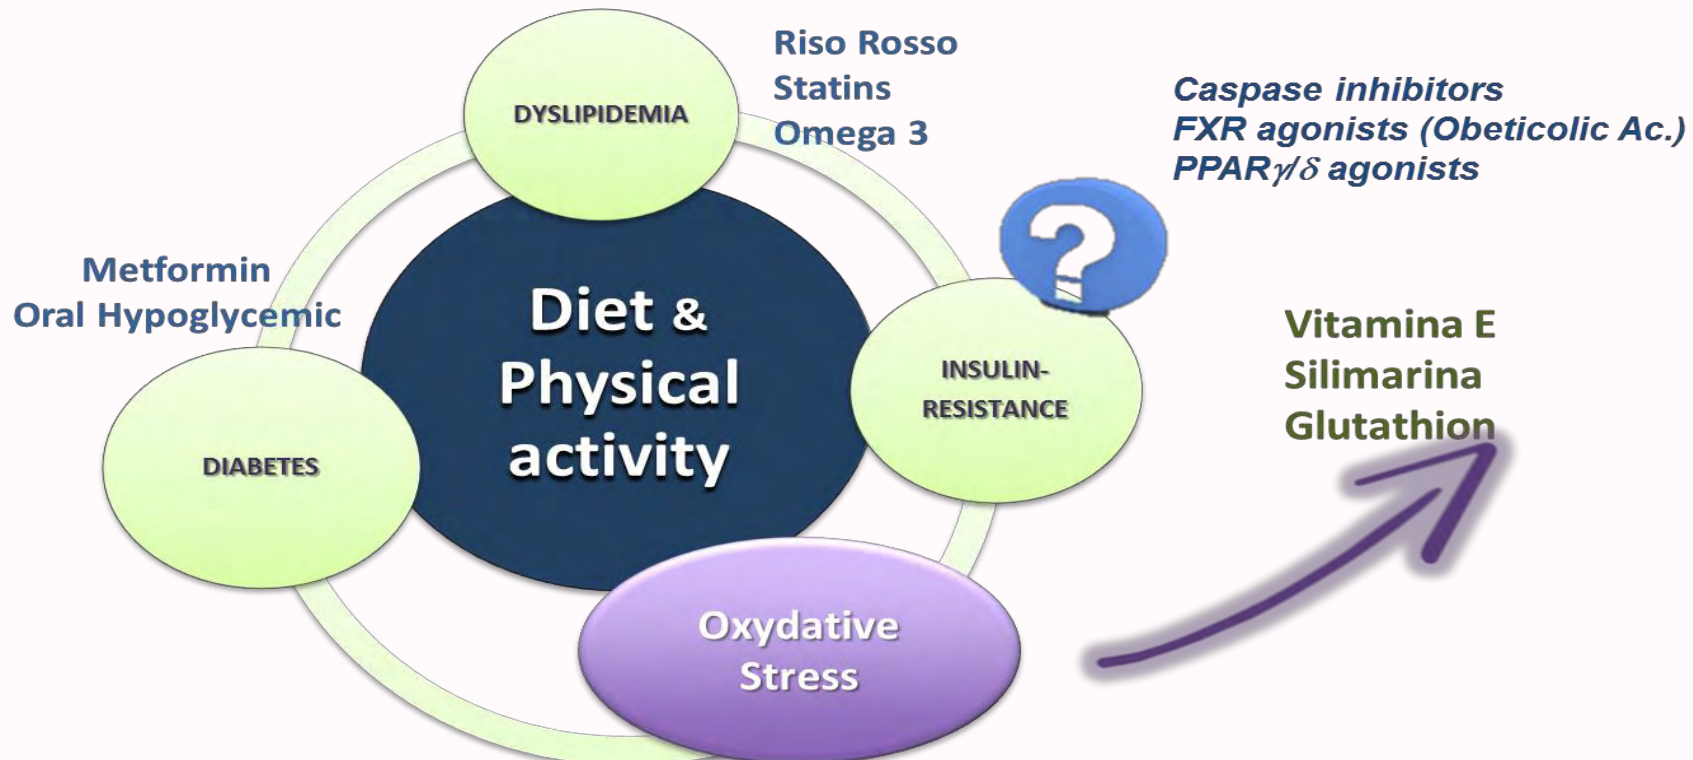 DYSLIPIDEMIA
Riso Rosso
Statins
Omega 3
Caspase inhibitors
FXR agonists (Obeticolic Ac.)
PPARγ/δ agonists
?
Metformin
Oral Hypoglycemic
Diet &
Physical
activity
INSULIN-
RESISTANCE
Vitamina E
Silimarina
Glutathion
DIABETES
Oxydative
Stress